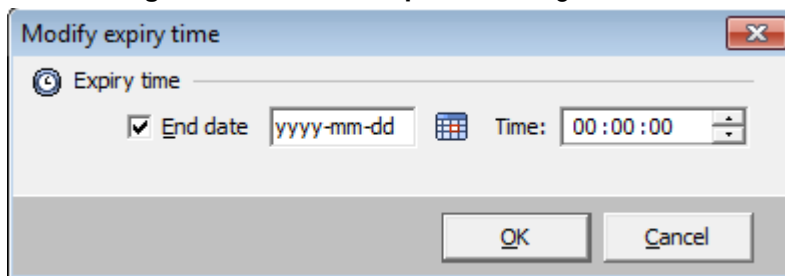 Modify expiry time
Expiry time
End date yyyy-mm-dd Time: 00:00:00
OK Cancel